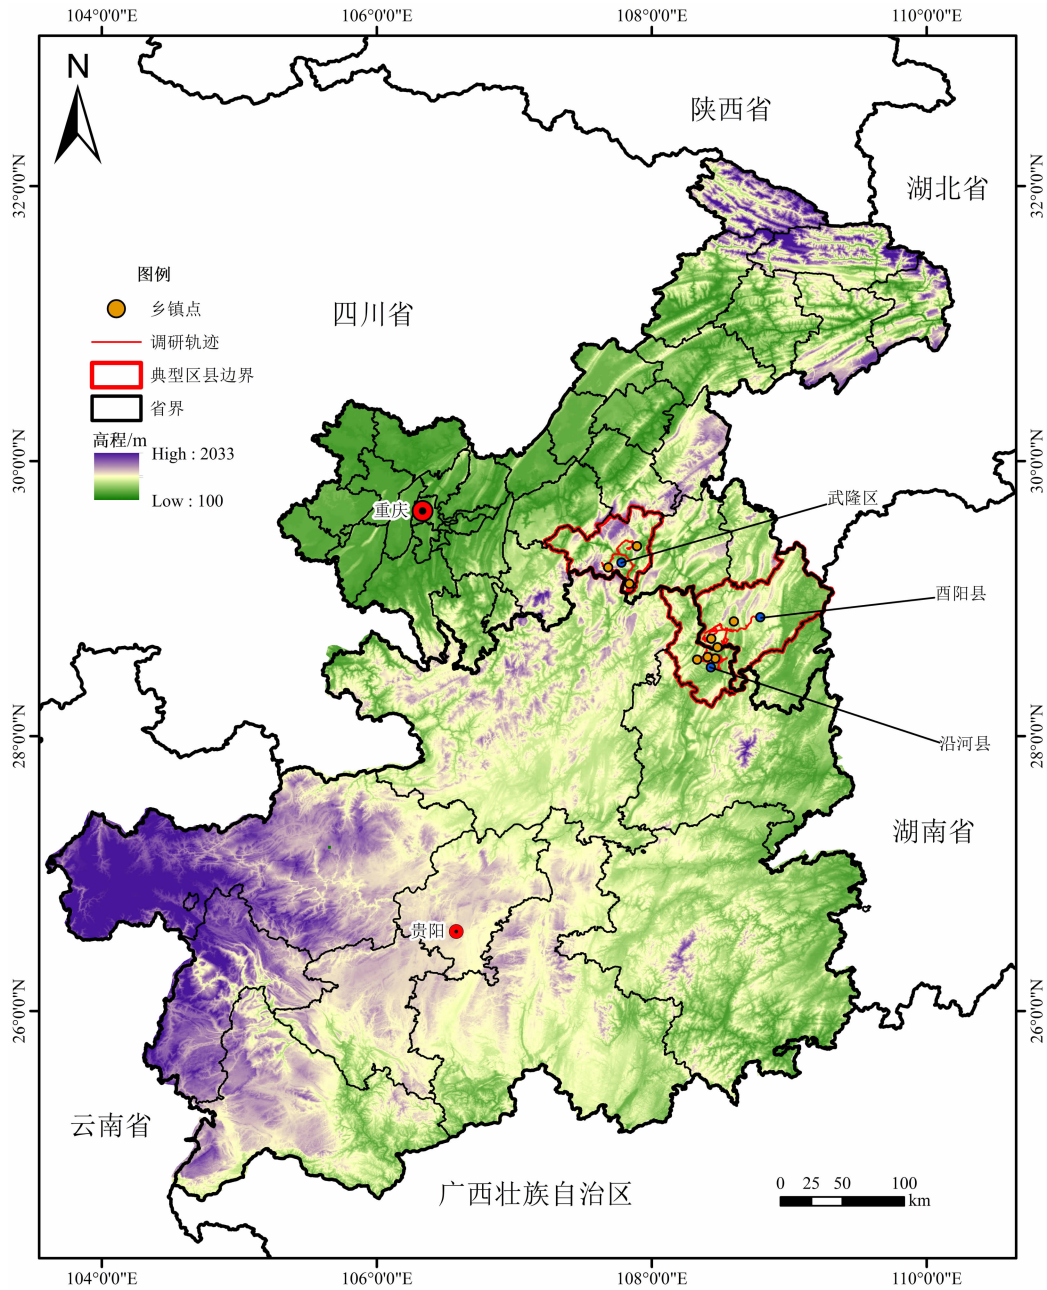 104°0'0"E
106°0'0"E
108°0'0"E
110°0'0"E
N
陕西省
32°0'0"N
32°0'0"N
湖北省
图例
乡镇点
四川省
调研轨迹
典型区县边界
省界
高程/m
High : 2033
Low : 100
30°0'0"N
30°0'0"N
武隆区
重庆
酉阳县
28°0'0"N
28°0'0"N
沿河县
湖南省
贵阳
26°0'0"N
26°0'0"N
云南省
广西壮族自治区
0 25 50 100
km
104°0'0"E
106°0'0"E
108°0'0"E
110°0'0"E